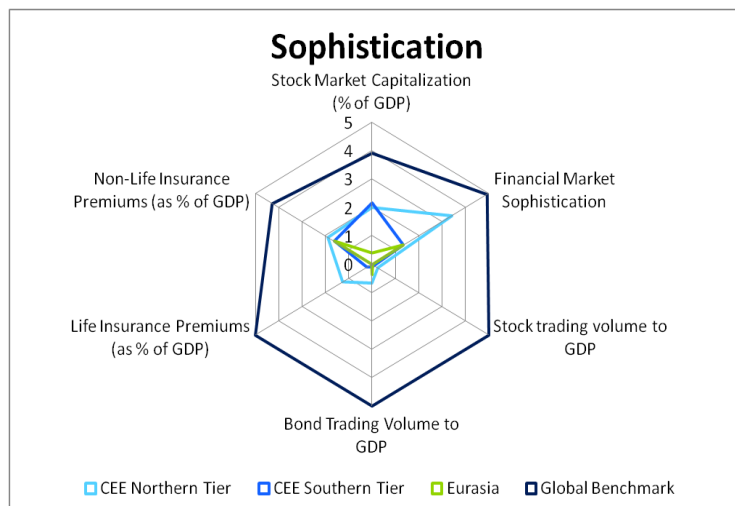 Sophistication
Stock Market Capitalization
(% of GDP)
5
4
3
2
1
0
Financial Market
Sophistication
Stock trading volume to
GDP
Bond Trading Volume to
GDP
Life Insurance Premiums
(as % of GDP)
Non-Life Insurance
Premiums (as % of GDP)
CEE Northern Tier CEE Southern Tier Eurasia Global Benchmark